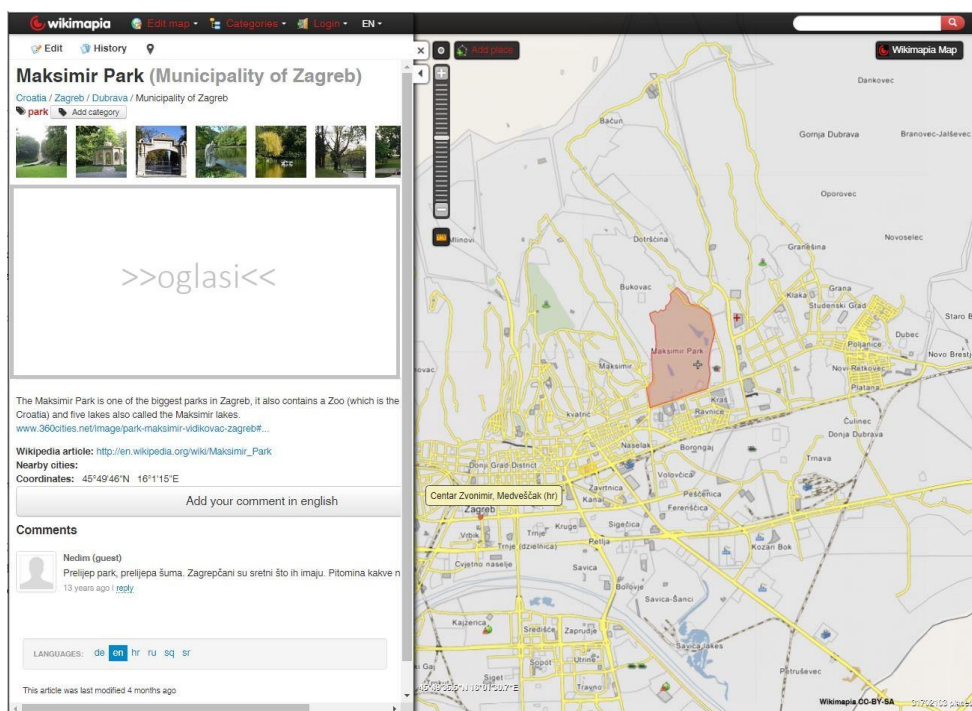 wikimapia Edit map Categories Login EN
Edit History
Add place
Wikimapia Map
Maksimir Park (Municipality of Zagreb)
Croatia / Zagreb / Dubrava / Municipality of Zagreb
park Add category
>>oglasi<<
The Maksimir Park is one of the biggest parks in Zagreb, it also contains a Zoo (which is the
Croatia) and five lakes also called the Maksimir lakes.
www.360cities.net/image/park-maksimir-vidikovac-zagreb#...
Wikipedia article: http://en.wikipedia.org/wiki/Maksimir_Park
Nearby cities:
Coordinates: 45°49'46"N 16°1'15"E
Add your comment in english
Comments
Nedim (guest)
Prelijep park, prelijepa šuma. Zagrepčani su sretni što ih imaju. Pitomina kakve n
13 years ago | reply
LANGUAGES: de en hr ru sq sr
This article was last modified 4 months ago
Dankovec
Bačun
Gornja Dubrava
Branovec-Jalševec
Oporovec
Novoselec
Mlinovi
Dotrščina
Granešina
Bukovac
Klaka
Grana
Studentski Grad
Staro B
Dubec
Poljanice
Novo Brestj
Maksimir Park
Maksimir
Novi Retkovec
Platana
Kraš
Ravnice
kvatric
Čulinec
Donja Dubrava
Naselak
Borongaj
Trnava
Donji Grad District
Volovčica
Zavrtnica
Kanal
Pešćenica
Ferenščica
Centar Zvonimir, Medveščak (hr)
Zagreb
Kruge
Sigečica
Vrbik
Trnje
Trnje (dzielnica)
Petlja
Kozari Bok
Cvjetno naselje
Savica
Bolovje
Savica-Šanci
Kajzerica
Središće
Zapruđe
Savica lakes
Sopot
Utrine
Siget
Travno
Petruševec
Wikimapia CC-BY-SA